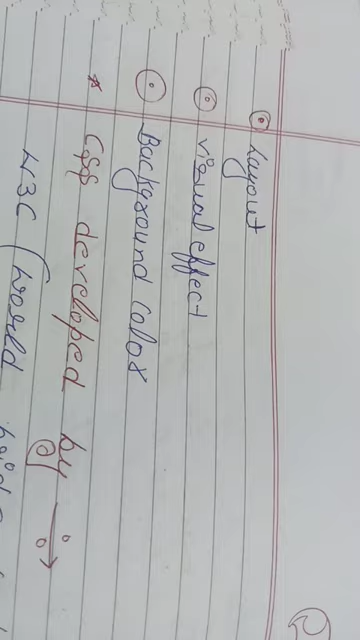 ⊙ Layout
⊙ visual effect
⊙ Background color
* CSS developed by ÷→
W3C (world